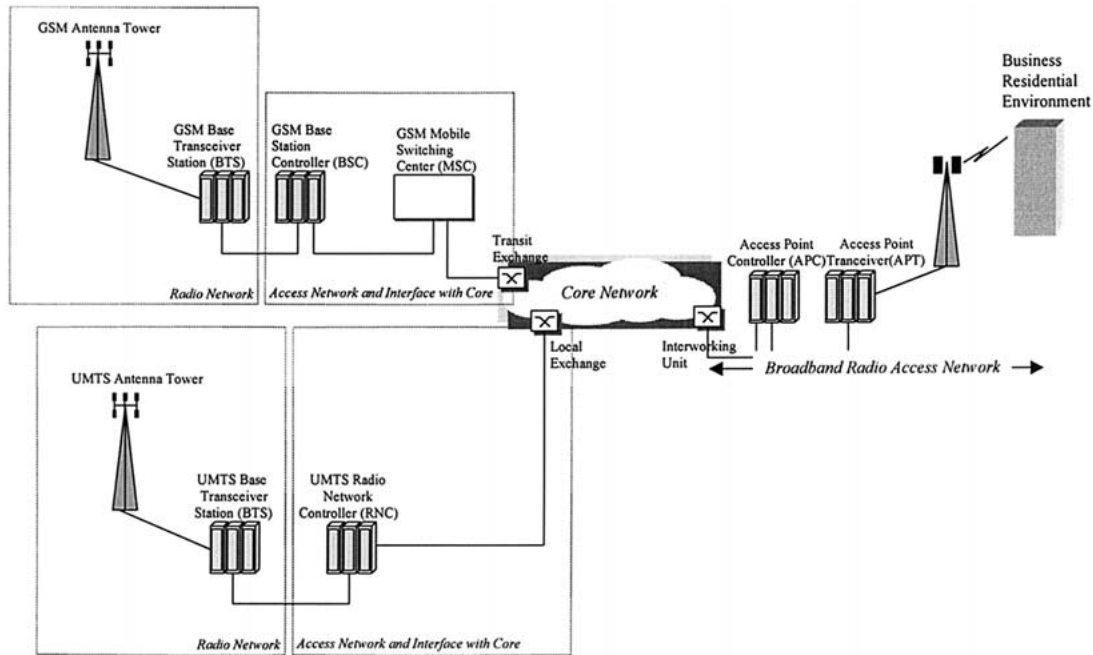 GSM Antenna Tower
GSM Base
Transceiver
Station (BTS)
GSM Base
Station
Controller (BSC)
GSM Mobile
Switching
Center (MSC)
Radio Network
Access Network and Interface with Core
Transit
Exchange
Core Network
Local
Exchange
Interworking
Unit
Access Point
Controller (APC)
Access Point
Tranceiver(APT)
Business
Residential
Environment
Broadband Radio Access Network
UMTS Antenna Tower
UMTS Base
Transceiver
Station (BTS)
UMTS Radio
Network
Controller (RNC)
Radio Network
Access Network and Interface with Core